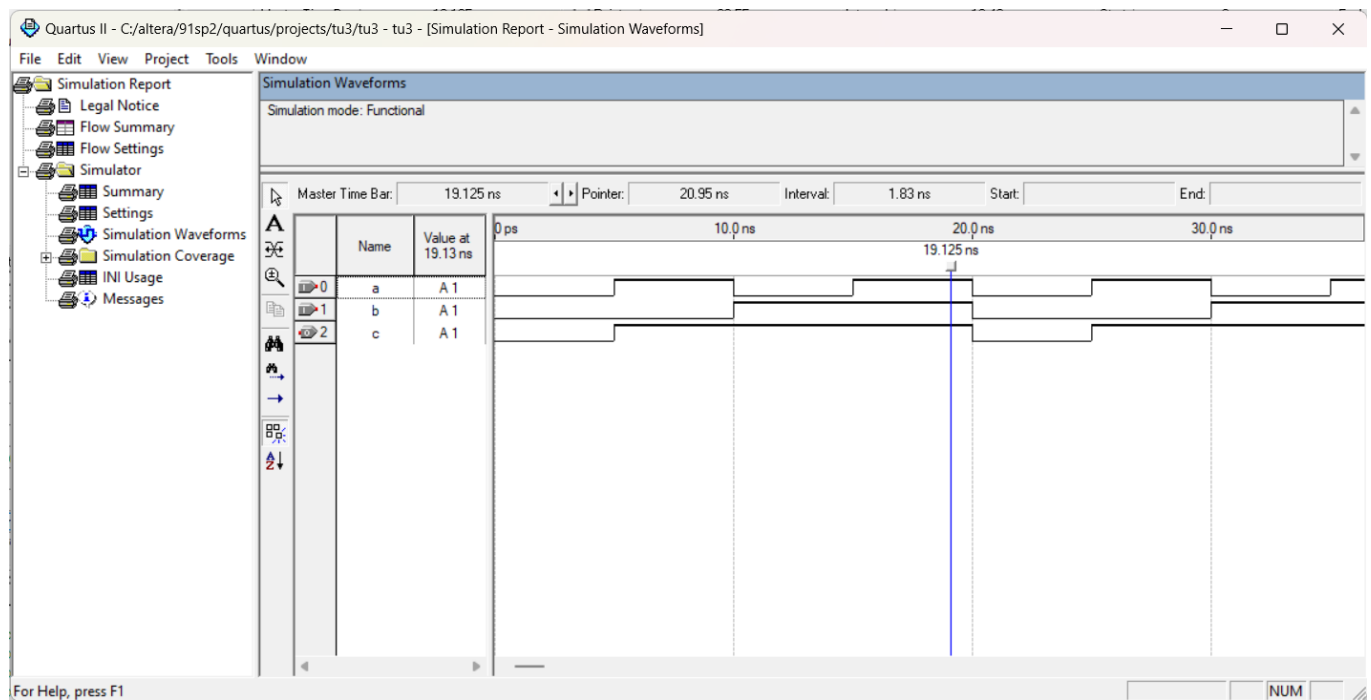 Quartus II - C:/altera/91sp2/quartus/projects/tu3/tu3 - tu3 - [Simulation Report - Simulation Waveforms]
File Edit View Project Tools Window
Simulation Report
Legal Notice
Flow Summary
Flow Settings
Simulator
Summary
Settings
Simulation Waveforms
Simulation Coverage
INI Usage
Messages
Simulation Waveforms
Simulation mode: Functional
Master Time Bar: 19.125 ns Pointer: 20.95 ns Interval: 1.83 ns Start: End:
Name Value at 19.13 ns
0 ps 10.0 ns 20.0 ns 30.0 ns
19.125 ns
0 a A 1
1 b A 1
2 c A 1
For Help, press F1 NUM